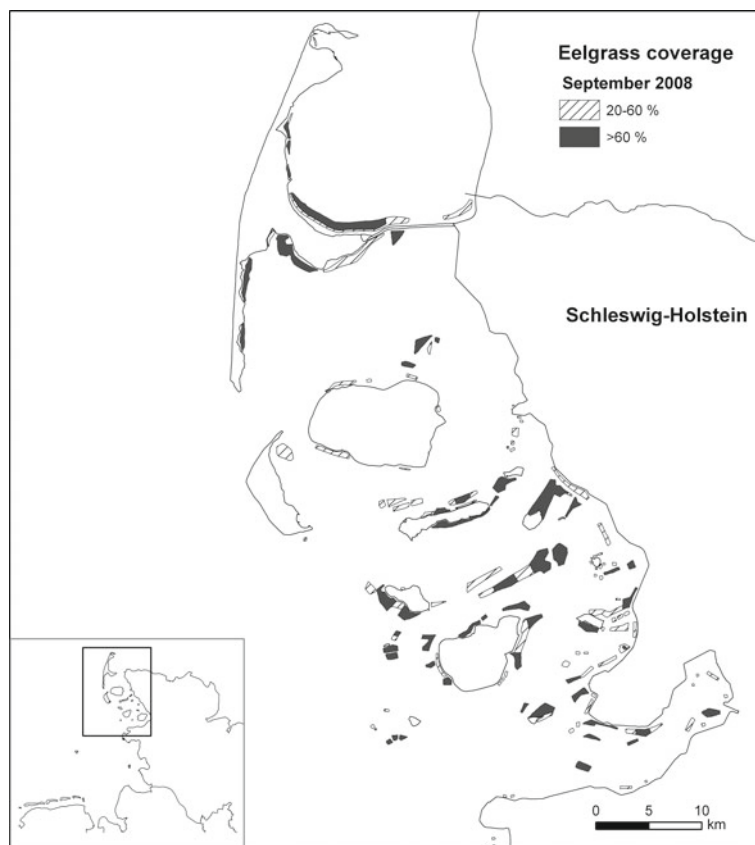 Eelgrass coverage
September 2008
20-60 %
>60 %
Schleswig-Holstein
0 5 10
km